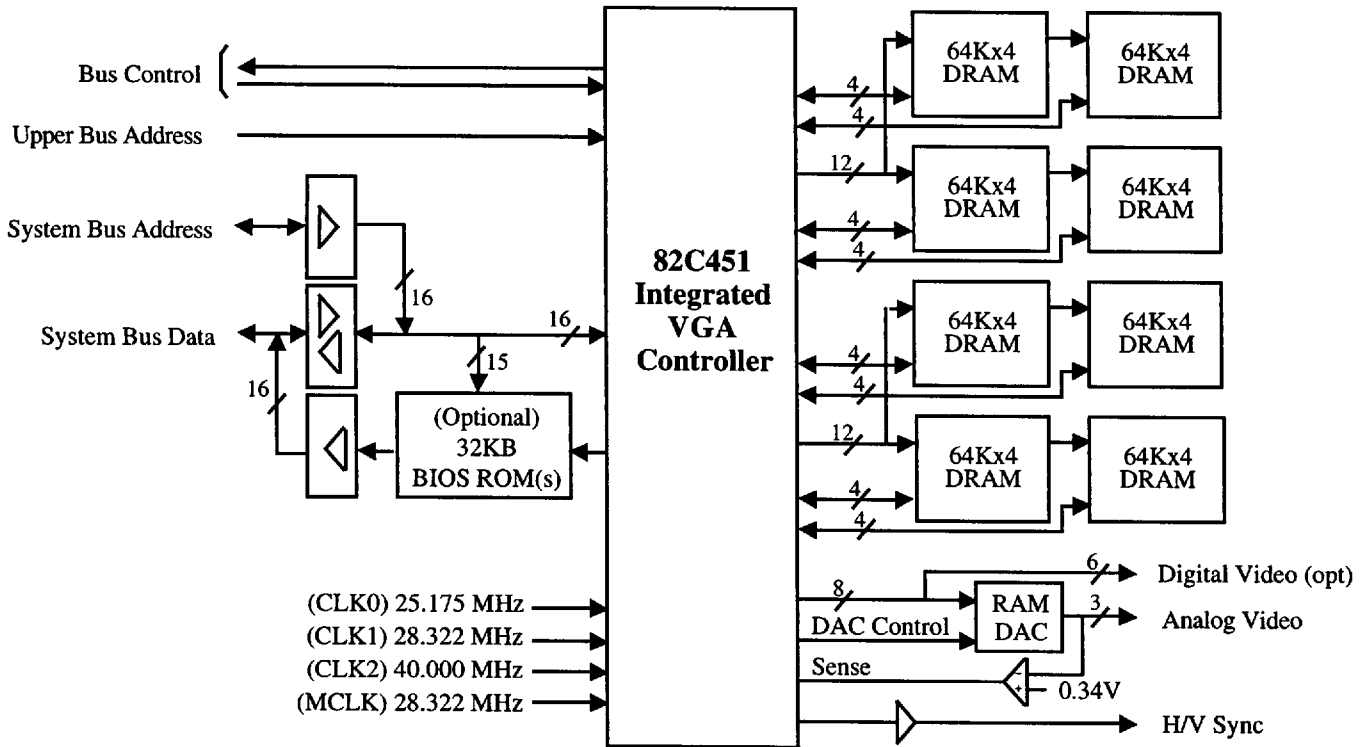 Bus Control
Upper Bus Address
System Bus Address
System Bus Data
16
16
15
16
(Optional)
32KB
BIOS ROM(s)
(CLK0) 25.175 MHz
(CLK1) 28.322 MHz
(CLK2) 40.000 MHz
(MCLK) 28.322 MHz
82C451
Integrated
VGA
Controller
64Kx4
DRAM
64Kx4
DRAM
4
4
12
64Kx4
DRAM
64Kx4
DRAM
4
4
64Kx4
DRAM
64Kx4
DRAM
4
4
12
64Kx4
DRAM
64Kx4
DRAM
4
4
6
Digital Video (opt)
8
RAM
DAC
3
Analog Video
DAC Control
Sense
−
+
0.34V
H/V Sync